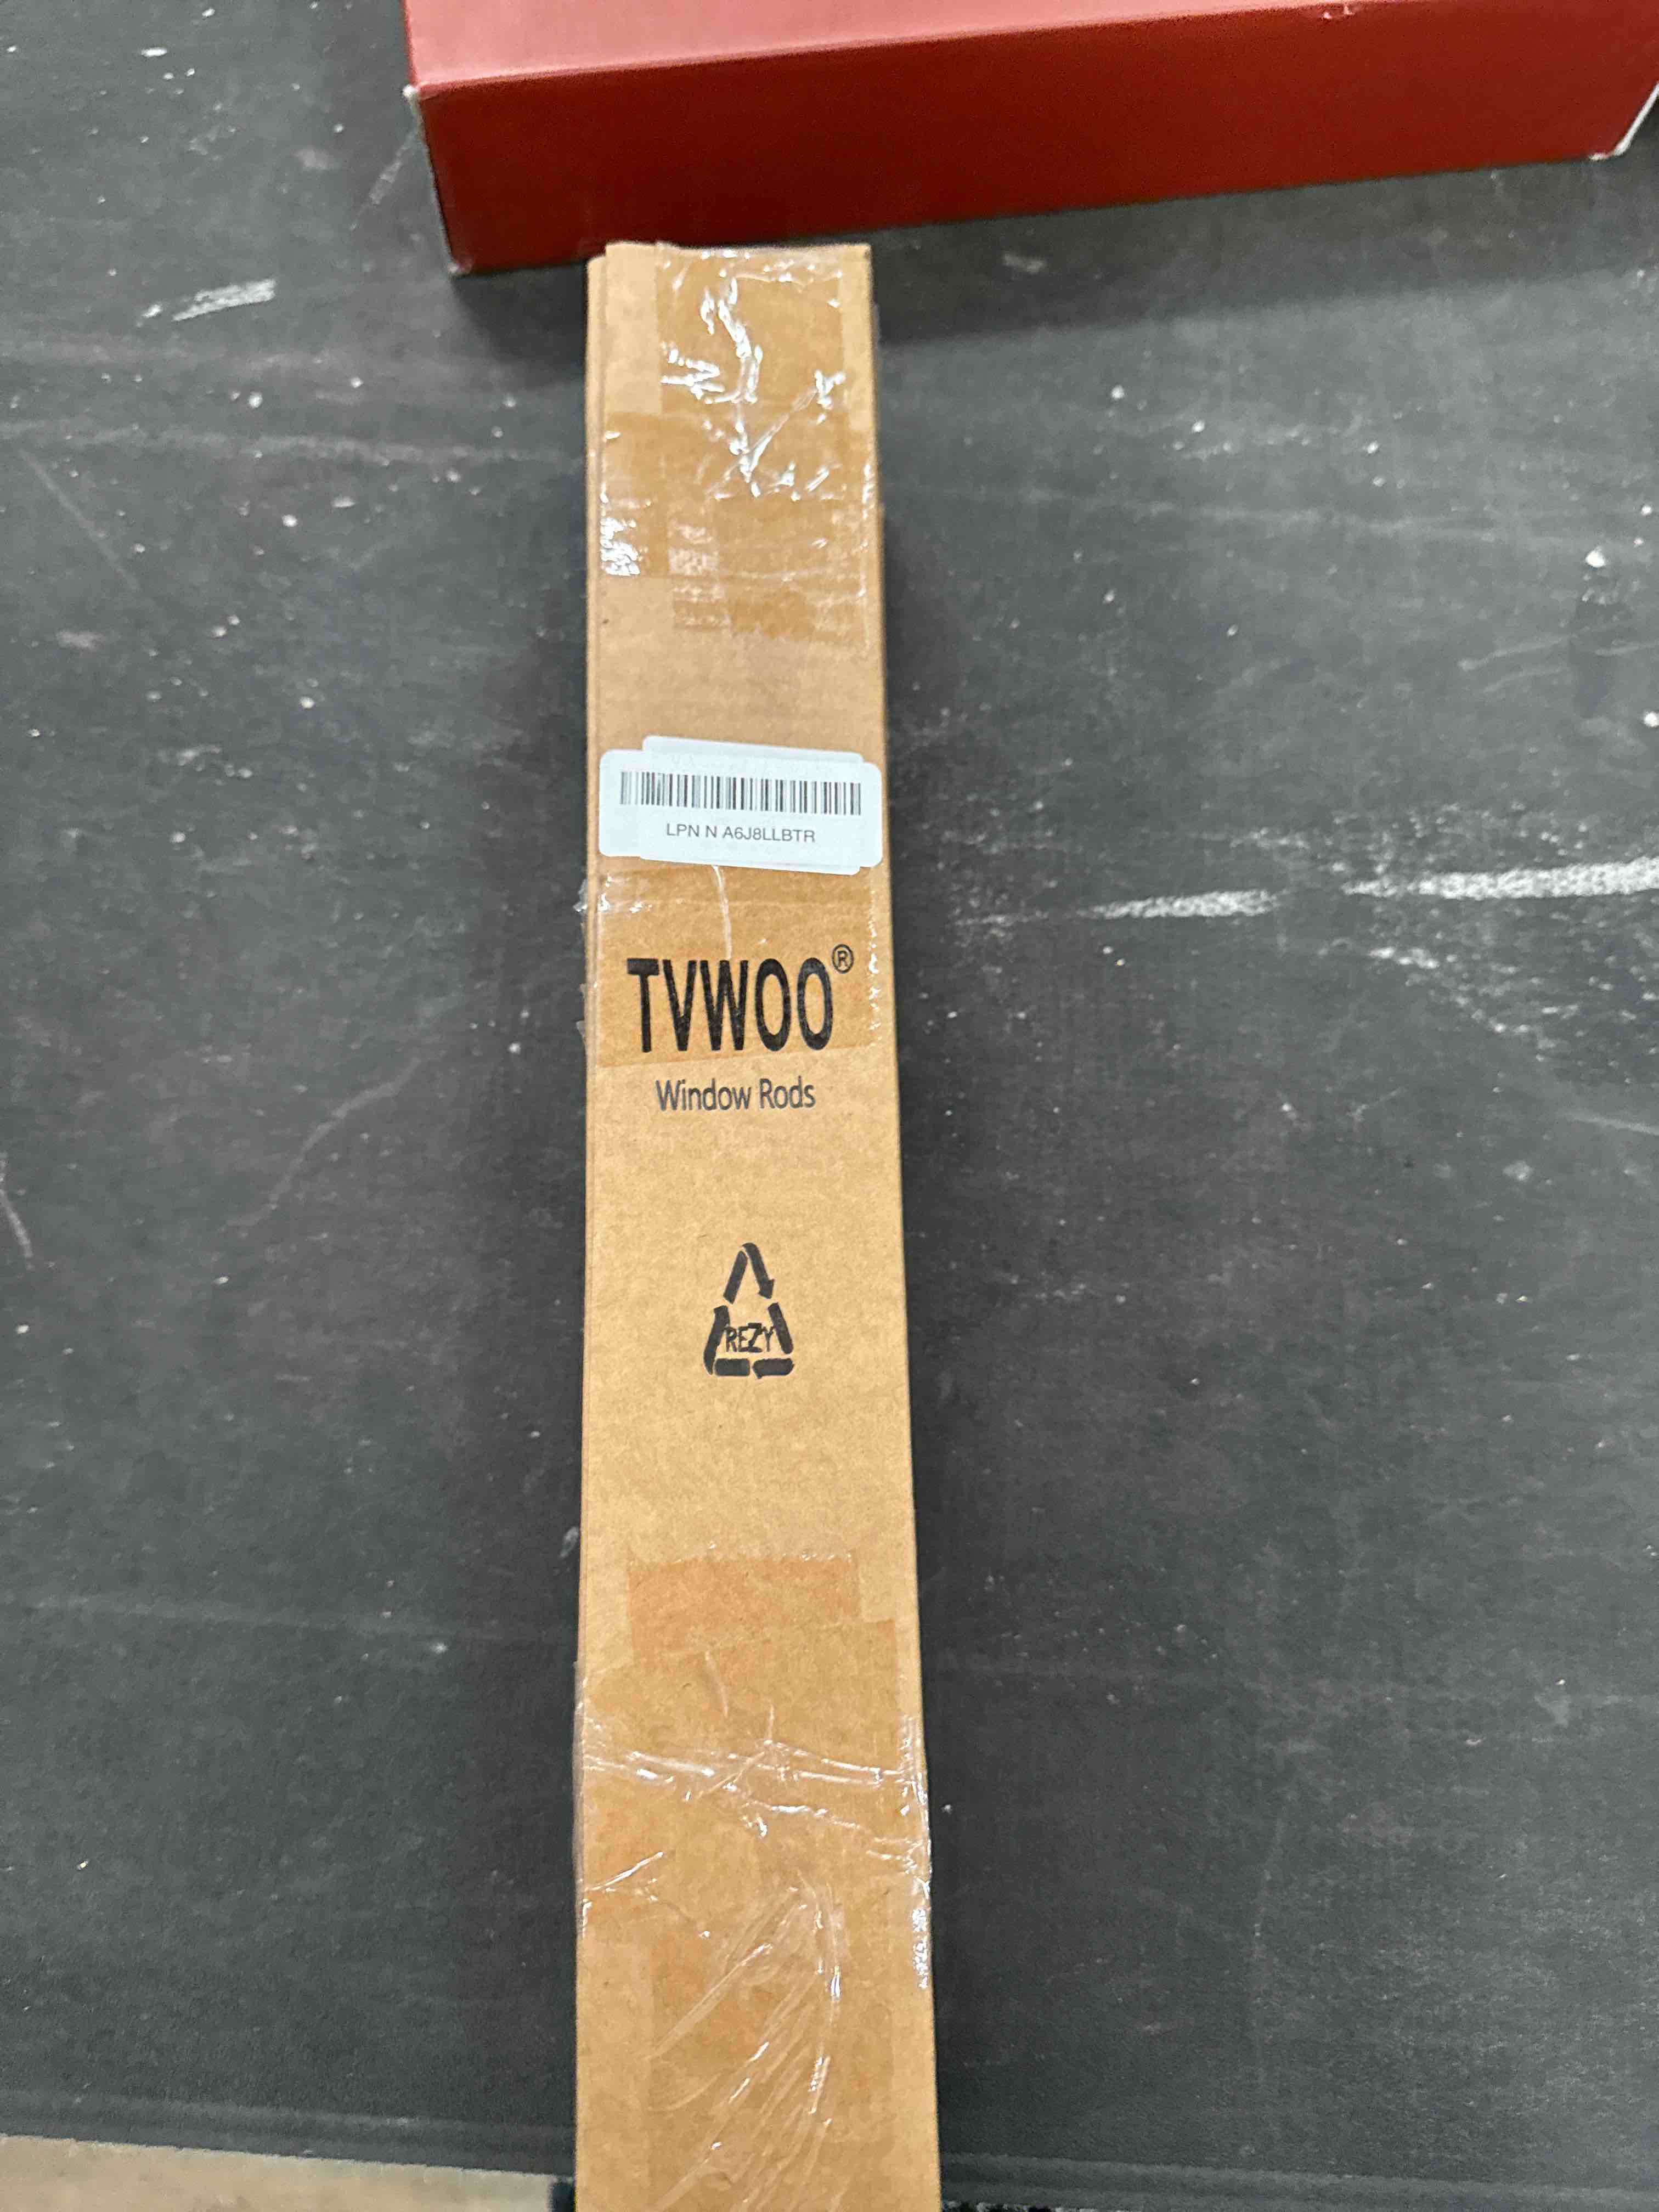 LPN N A6J8LLBTR
TVWOO®
Window Rods
REZY